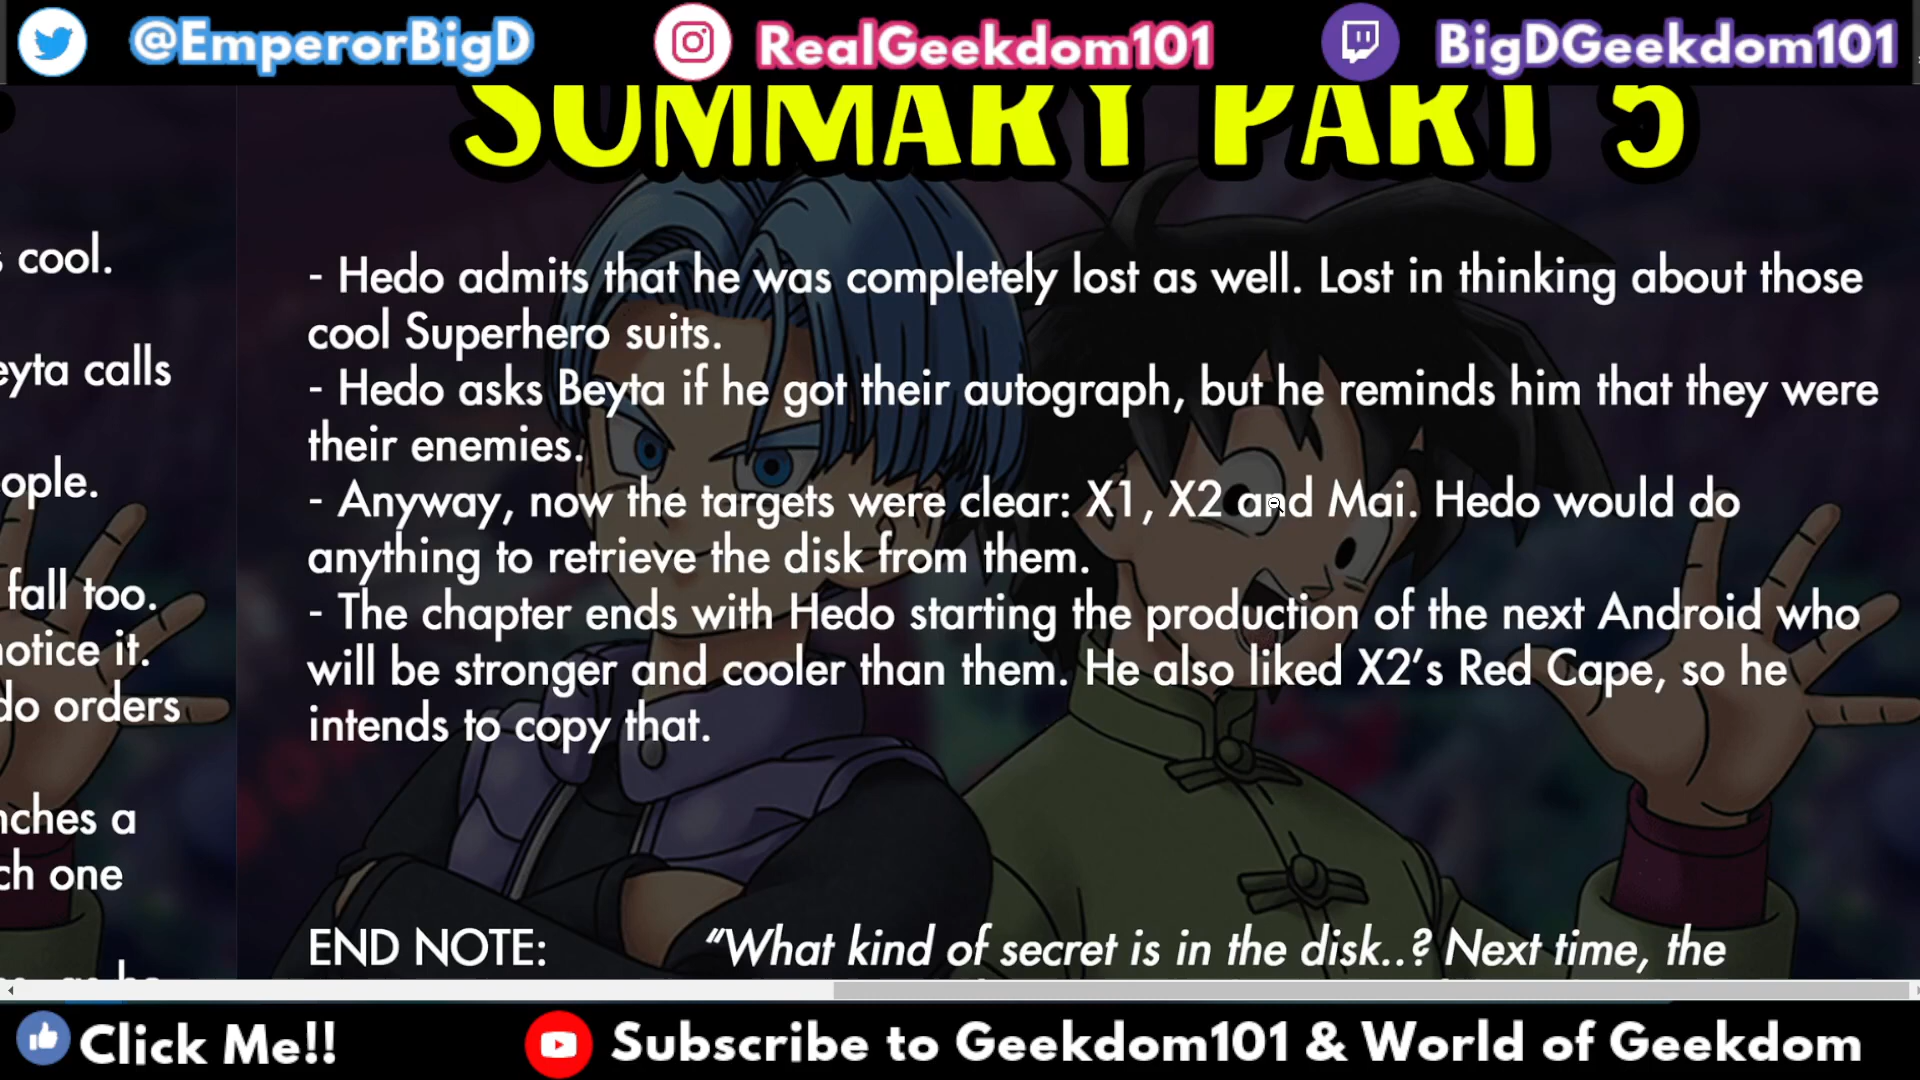 @EmperorBigD
RealGeekdom101
BigDGeekdom101
SUMMARY PART 5
cool.
calls
fall too.
notice it.
orders
a
one
- Hedo admits that he was completely lost as well. Lost in thinking about those
cool Superhero suits.
- Hedo asks Beyta if he got their autograph, but he reminds him that they were
their enemies.
- Anyway, now the targets were clear: X1, X2 and Mai. Hedo would do
anything to retrieve the disk from them.
- The chapter ends with Hedo starting the production of the next Android who
will be stronger and cooler than them. He also liked X2's Red Cape, so he
intends to copy that.
END NOTE: "What kind of secret is in the disk..? Next time, the
Click Me!!
Subscribe to Geekdom101 & World of Geekdom